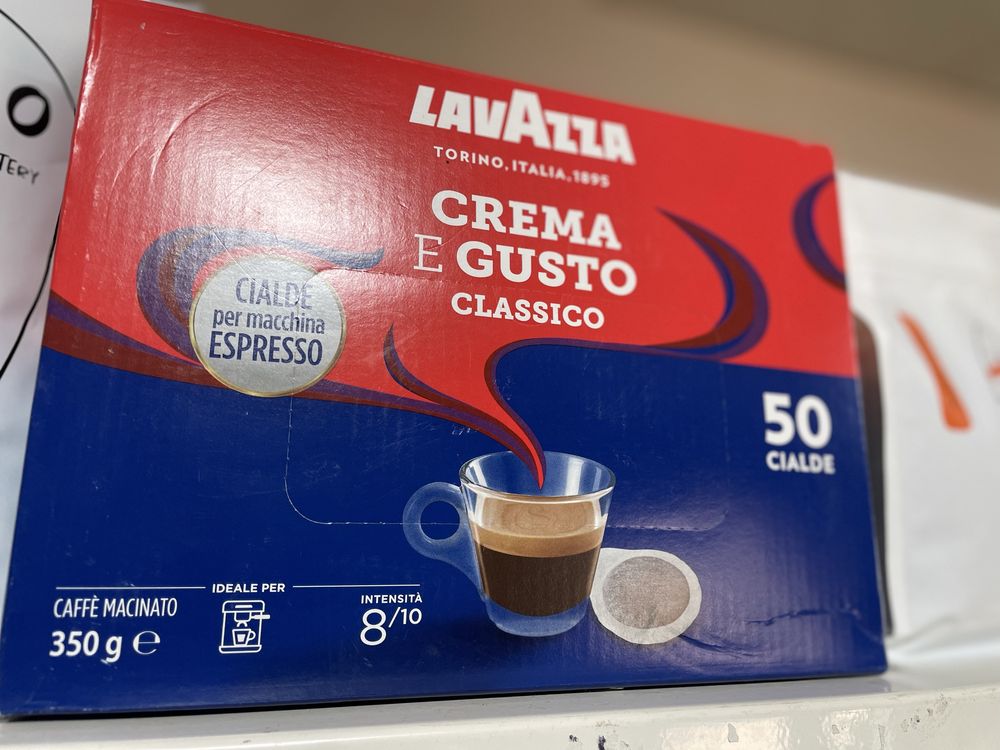 LAVAZZA
TORINO, ITALIA, 1895
CREMA
E GUSTO
CLASSICO
CIALDE
per macchina
ESPRESSO
50
CIALDE
IDEALE PER
CAFFÈ MACINATO
350 g ℮
INTENSITÀ
8/10